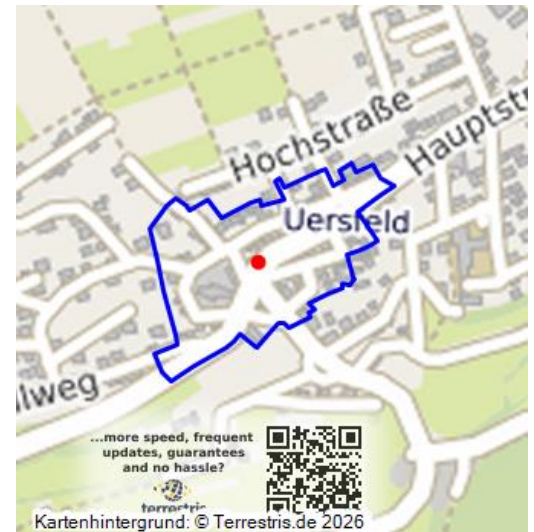 Hochstraße
Hauptstr
Uersfeld
lweg
...more speed, frequent
updates, guarantees
and no hassle?
terrestris
Kartenhintergrund: © Terrestris.de 2026